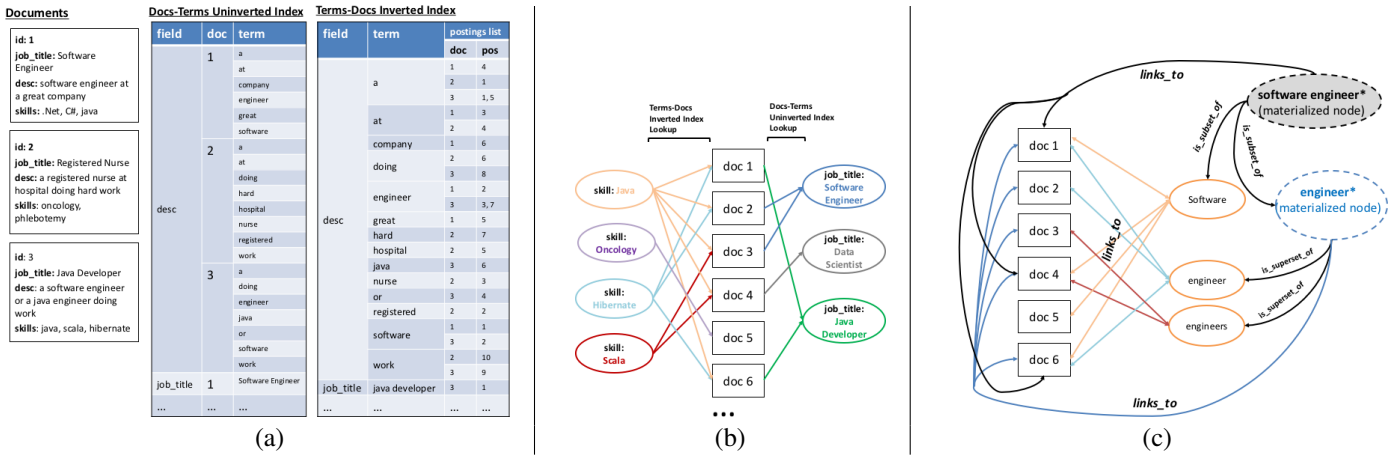 Documents
id: 1
job_title: Software
Engineer
desc: software engineer at
a great company
skills: .Net, C#, java
id: 2
job_title: Registered Nurse
desc: a registered nurse at
hospital doing hard work
skills: oncology,
phlebotemy
id: 3
job_title: Java Developer
desc: a software engineer
or a java engineer doing
work
skills: java, scala, hibernate
Docs-Terms Uninverted Index
field doc term
desc
1
a
at
company
engineer
great
software
2
a
at
doing
hard
hospital
nurse
registered
work
3
a
doing
engineer
java
or
software
work
job_title 1 Software Engineer
... ... ...
Terms-Docs Inverted Index
field term postings list
doc pos
desc
a
1 4
2 1
3 1, 5
at
1 3
2 4
company 1 6
doing
2 6
3 8
engineer
1 2
3 3, 7
great 1 5
hard 2 7
hospital 2 5
java 3 6
nurse 2 3
or 3 4
registered 2 2
software
1 1
3 2
work
2 10
3 9
job_title java developer 3 1
... ... ... ...
(a)
Terms-Docs
Inverted Index
Lookup
Docs-Terms
Uninverted Index
Lookup
skill: Java
skill:
Oncology
skill:
Hibernate
skill:
Scala
doc 1
doc 2
doc 3
doc 4
doc 5
doc 6
...
job_title:
Software
Engineer
job_title:
Data
Scientist
job_title:
Java
Developer
(b)
links_to
software engineer*
(materialized node)
is_subset_of
is_subset_of
engineer*
(materialized node)
doc 1
doc 2
doc 3
doc 4
doc 5
doc 6
links_to
Software
engineer
engineers
is_superset_of
is_superset_of
links_to
(c)